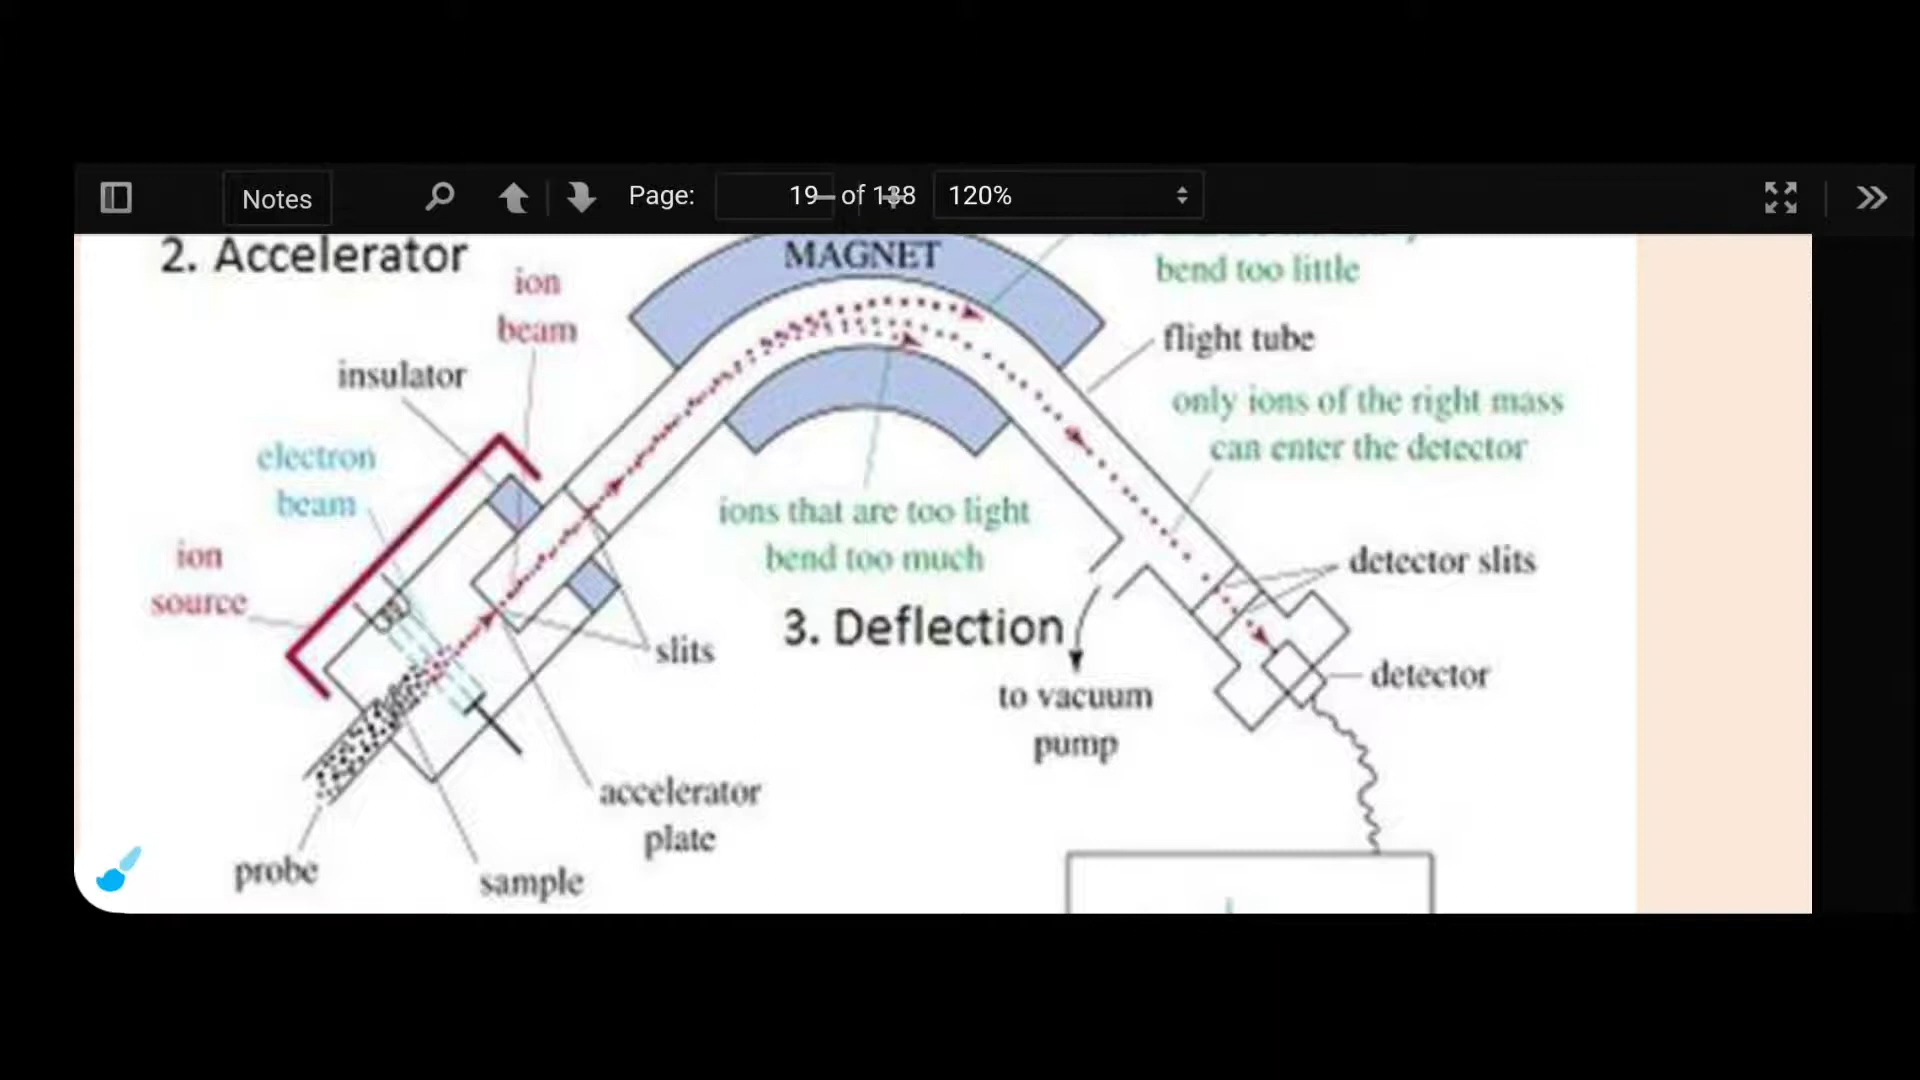 Notes
Page: 19 of 138 120%
2. Accelerator
MAGNET
bend too little
ion
beam
flight tube
insulator
only ions of the right mass
can enter the detector
electron
beam
ions that are too light
bend too much
ion
source
detector slits
3. Deflection
slits
detector
to vacuum
pump
accelerator
plate
probe
sample